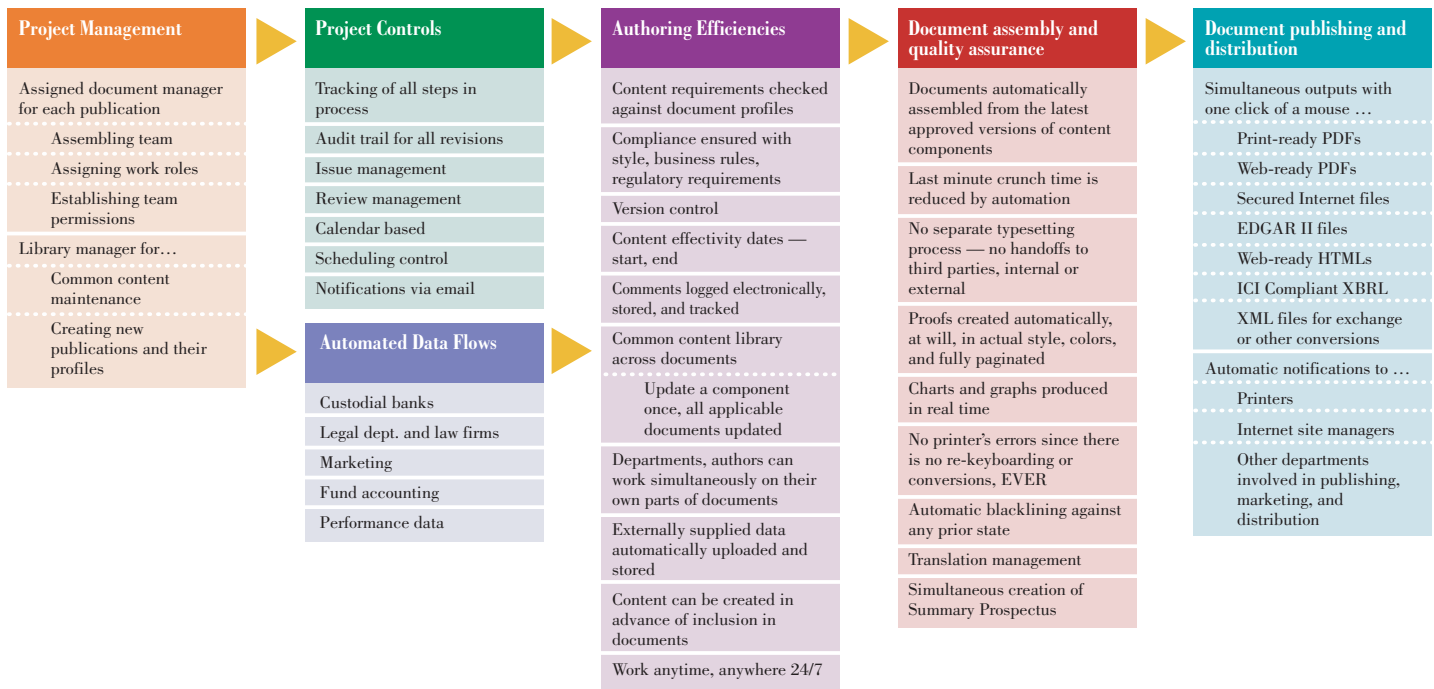 Project Management
Assigned document manager
for each publication
Assembling team
Assigning work roles
Establishing team
permissions
Library manager for…
Common content
maintenance
Creating new
publications and their
profiles
Project Controls
Tracking of all steps in
process
Audit trail for all revisions
Issue management
Review management
Calendar based
Scheduling control
Notifications via email
Automated Data Flows
Custodial banks
Legal dept. and law firms
Marketing
Fund accounting
Performance data
Authoring Efficiencies
Content requirements checked
against document profiles
Compliance ensured with
style, business rules,
regulatory requirements
Version control
Content effectivity dates —
start, end
Comments logged electronically,
stored, and tracked
Common content library
across documents
Update a component
once, all applicable
documents updated
Departments, authors can
work simultaneously on their
own parts of documents
Externally supplied data
automatically uploaded and
stored
Content can be created in
advance of inclusion in
documents
Work anytime, anywhere 24/7
Document assembly and
quality assurance
Documents automatically
assembled from the latest
approved versions of content
components
Last minute crunch time is
reduced by automation
No separate typesetting
process — no handoffs to
third parties, internal or
external
Proofs created automatically,
at will, in actual style, colors,
and fully paginated
Charts and graphs produced
in real time
No printer's errors since there
is no re-keyboarding or
conversions, EVER
Automatic blacklining against
any prior state
Translation management
Simultaneous creation of
Summary Prospectus
Document publishing and
distribution
Simultaneous outputs with
one click of a mouse …
Print-ready PDFs
Web-ready PDFs
Secured Internet files
EDGAR II files
Web-ready HTMLs
ICI Compliant XBRL
XML files for exchange
or other conversions
Automatic notifications to …
Printers
Internet site managers
Other departments
involved in publishing,
marketing, and
distribution